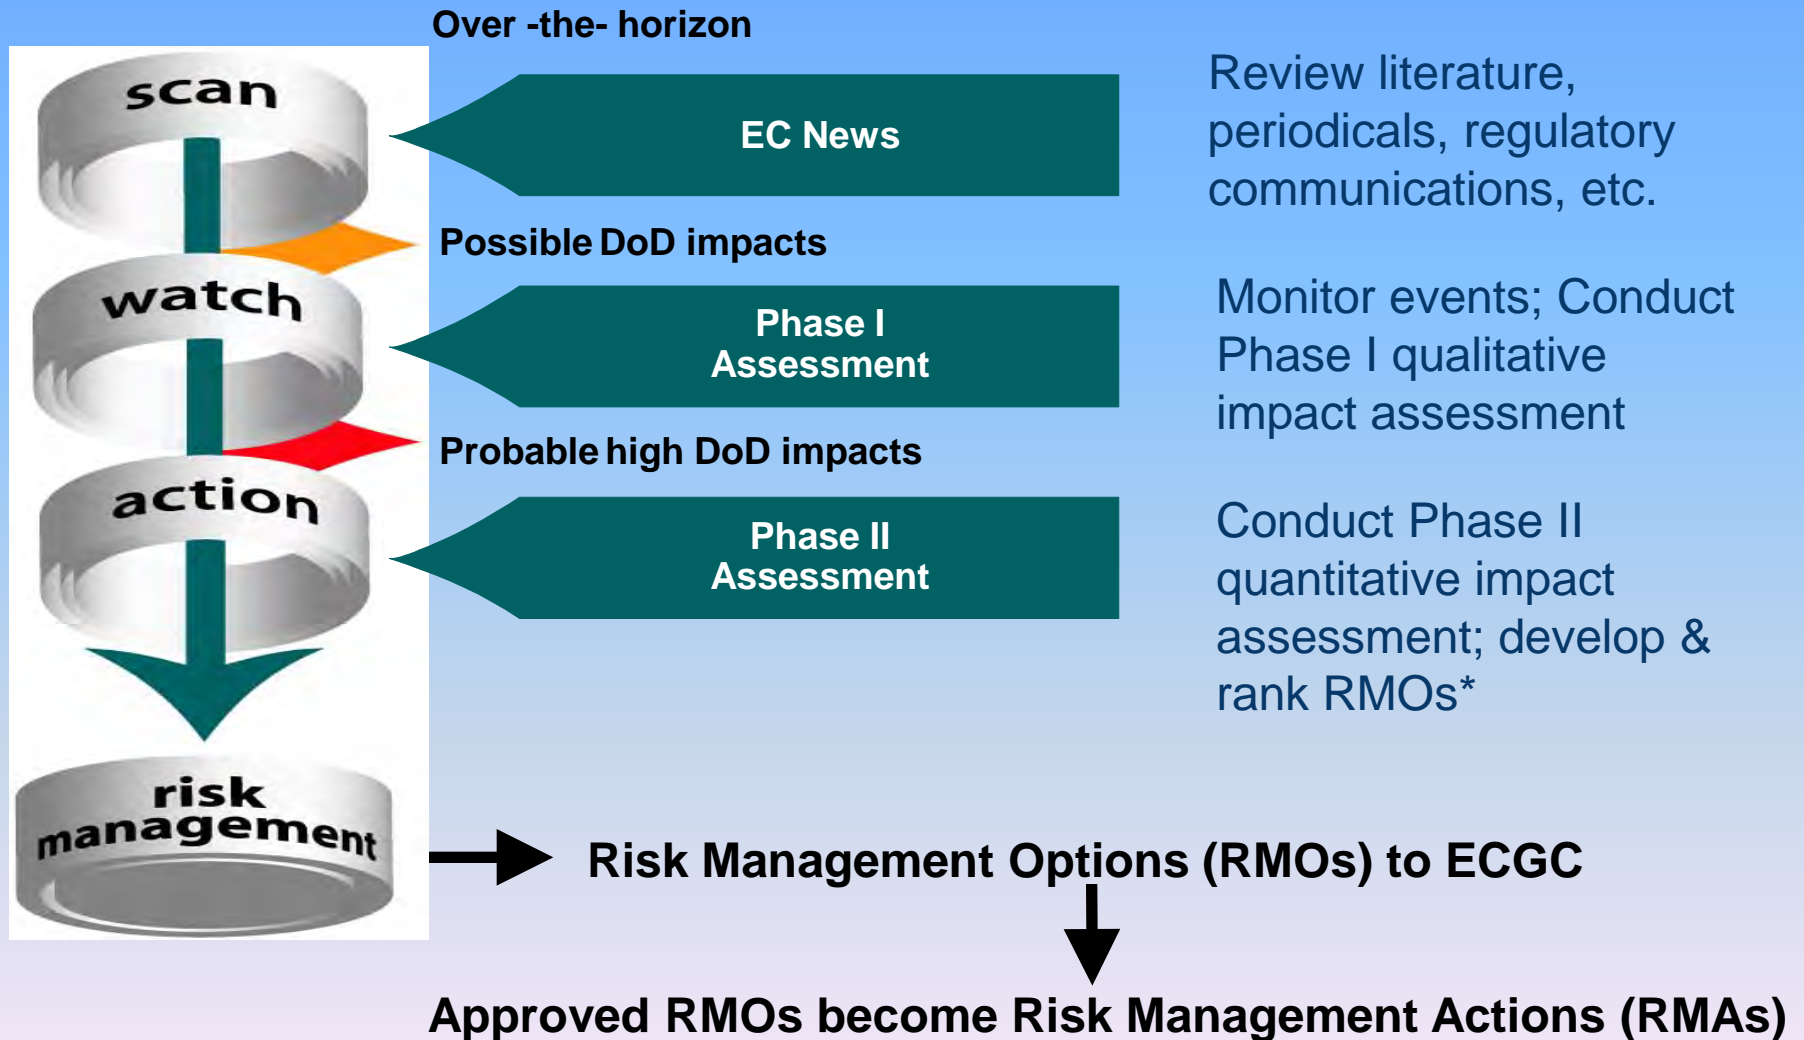 Over -the- horizon
scan
EC News
Review literature,
periodicals, regulatory
communications, etc.
Possible DoD impacts
watch
Phase I
Assessment
Monitor events; Conduct
Phase I qualitative
impact assessment
Probable high DoD impacts
action
Phase II
Assessment
Conduct Phase II
quantitative impact
assessment; develop &
rank RMOs*
risk
management
Risk Management Options (RMOs) to ECGC
Approved RMOs become Risk Management Actions (RMAs)